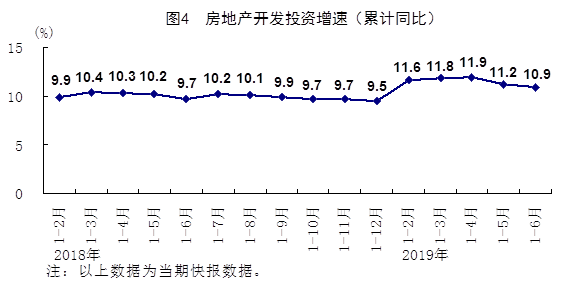 图4 房地产开发投资增速（累计同比）
(%)
15
10
5
0
9.9 10.4 10.3 10.2 9.7 10.2 10.1 9.9 9.7 9.7 9.5 11.6 11.8 11.9 11.2 10.9
1-2月 1-3月 1-4月 1-5月 1-6月 1-7月 1-8月 1-9月 1-10月 1-11月 1-12月 1-2月 1-3月 1-4月 1-5月 1-6月
2018年 2019年
注：以上数据为当期快报数据。